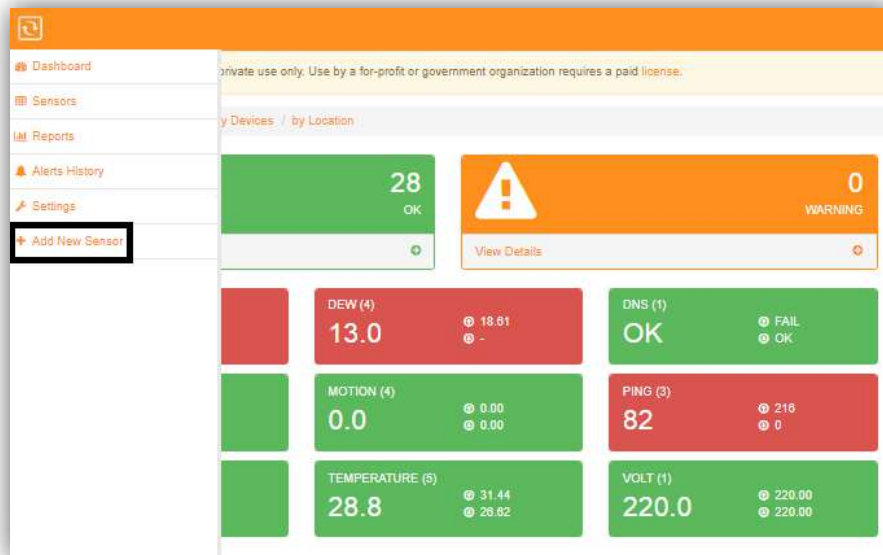 Dashboard
Sensors
Reports
Alerts History
Settings
Add New Sensor
private use only. Use by a for-profit or government organization requires a paid license.
y Devices / by Location
28
OK
0
WARNING
View Details
DEW (4)
13.0
18.61
-
DNS (1)
OK
FAIL
OK
MOTION (4)
0.0
0.00
0.00
PING (3)
82
216
0
TEMPERATURE (5)
28.8
31.44
26.62
VOLT (1)
220.0
220.00
220.00